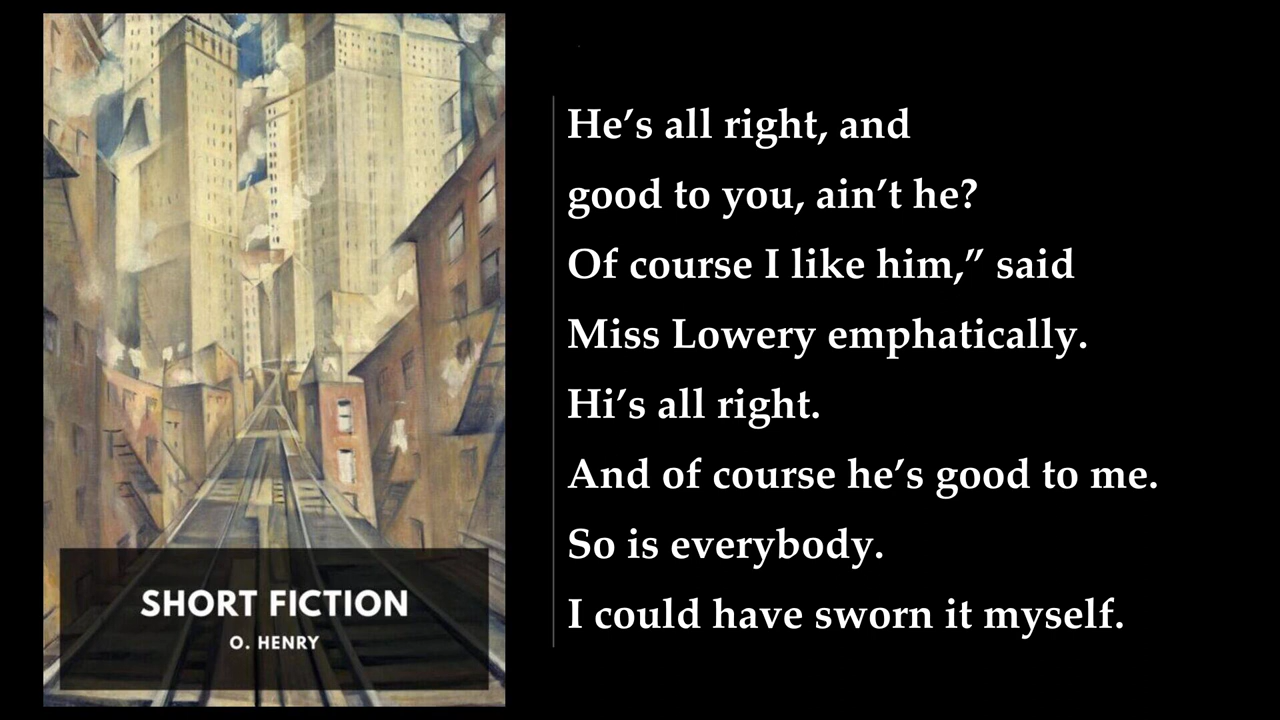 SHORT FICTION
O. HENRY
He’s all right, and
good to you, ain’t he?
Of course I like him,” said
Miss Lowery emphatically.
Hi’s all right.
And of course he’s good to me.
So is everybody.
I could have sworn it myself.